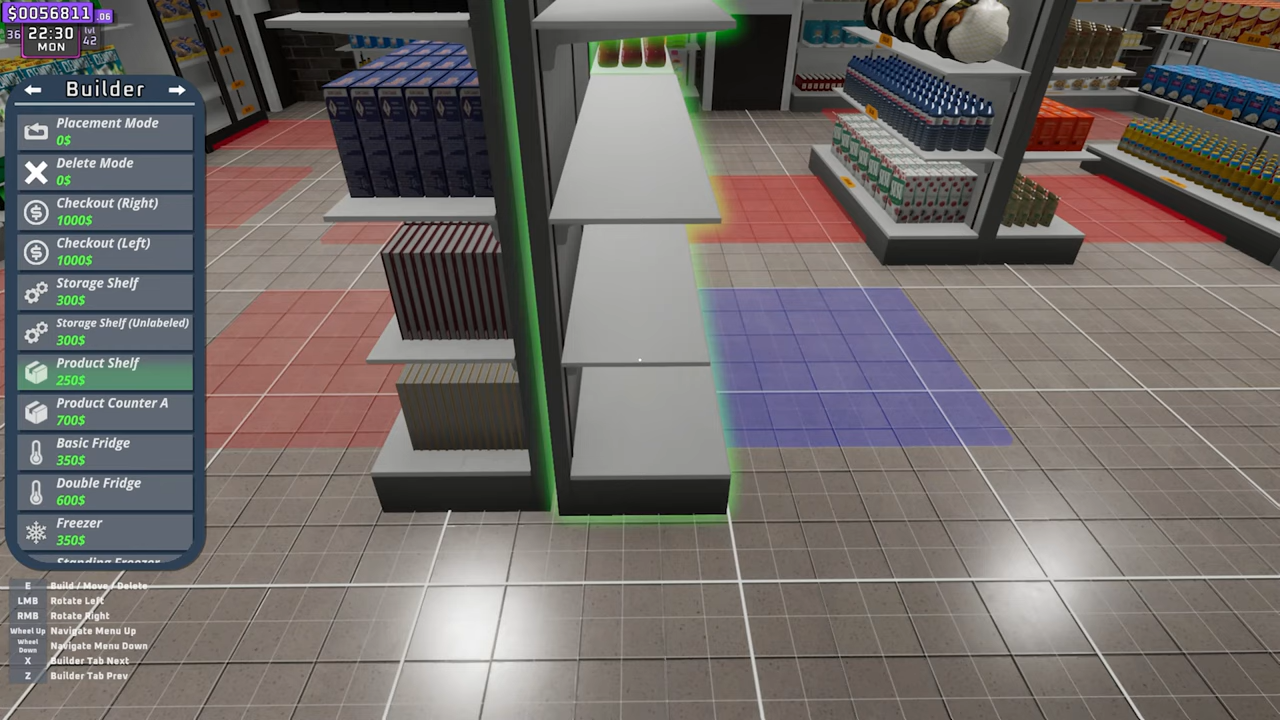 $0056811 .06
36 22:30 lvl
MON 42
Builder
Placement Mode
0$
Delete Mode
0$
Checkout (Right)
1000$
Checkout (Left)
1000$
Storage Shelf
300$
Storage Shelf (Unlabeled)
300$
Product Shelf
250$
Product Counter A
700$
Basic Fridge
350$
Double Fridge
600$
Freezer
350$
Standing Freezer
E Build / Move / Delete
LMB Rotate Left
RMB Rotate Right
Wheel Up Navigate Menu Up
Wheel Down Navigate Menu Down
X Builder Tab Next
Z Builder Tab Prev